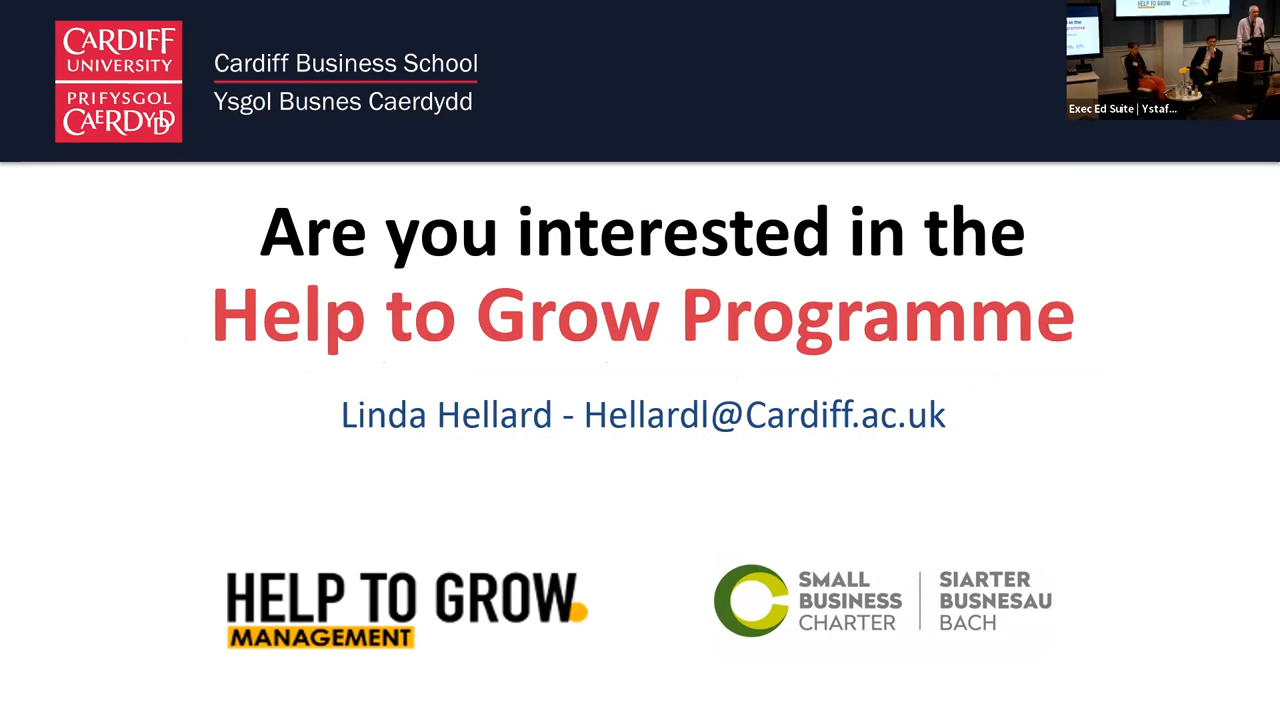 CARDIFF
UNIVERSITY
PRIFYSGOL
CAERDYDD
Cardiff Business School
Ysgol Busnes Caerdydd
Exec Ed Suite | Ystaf...
Are you interested in the
Help to Grow Programme
Linda Hellard - Hellardl@Cardiff.ac.uk
HELP TO GROW.
MANAGEMENT
SMALL
BUSINESS
CHARTER
SIARTER
BUSNESAU
BACH